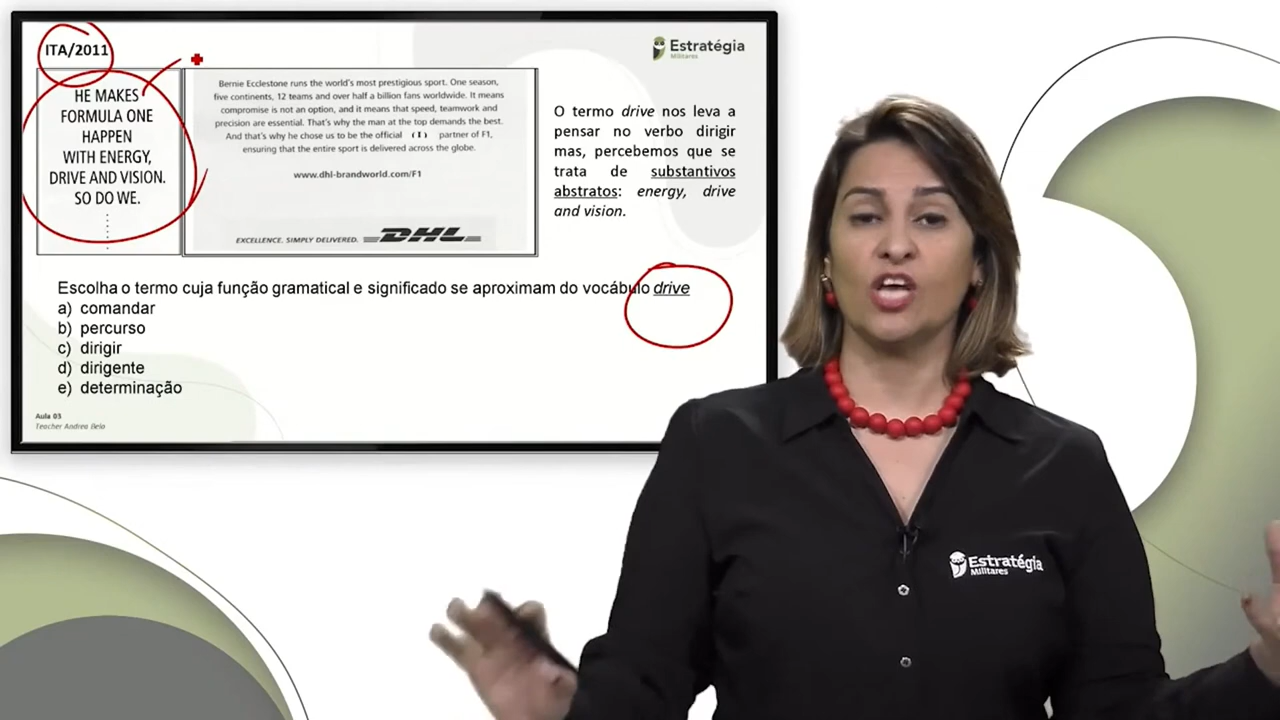 ITA/2011
Estratégia
Militares
HE MAKES
FORMULA ONE
HAPPEN
WITH ENERGY,
DRIVE AND VISION.
SO DO WE.
Bernie Ecclestone runs the world's most prestigious sport. One season,
five continents, 12 teams and over half a billion fans worldwide. It means
compromise is not an option, and it means that speed, teamwork and
precision are essential. That's why the man at the top demands the best.
And that's why he chose us to be the official ( I ) partner of F1,
ensuring that the entire sport is delivered across the globe.
www.dhl-brandworld.com/F1
EXCELLENCE. SIMPLY DELIVERED. DHL
O termo drive nos leva a
pensar no verbo dirigir
mas, percebemos que se
trata de substantivos
abstratos: energy, drive
and vision.
Escolha o termo cuja função gramatical e significado se aproximam do vocábulo drive
a) comandar
b) percurso
c) dirigir
d) dirigente
e) determinação
Aula 03
Teacher Andrea Belo
Estratégia
Militares